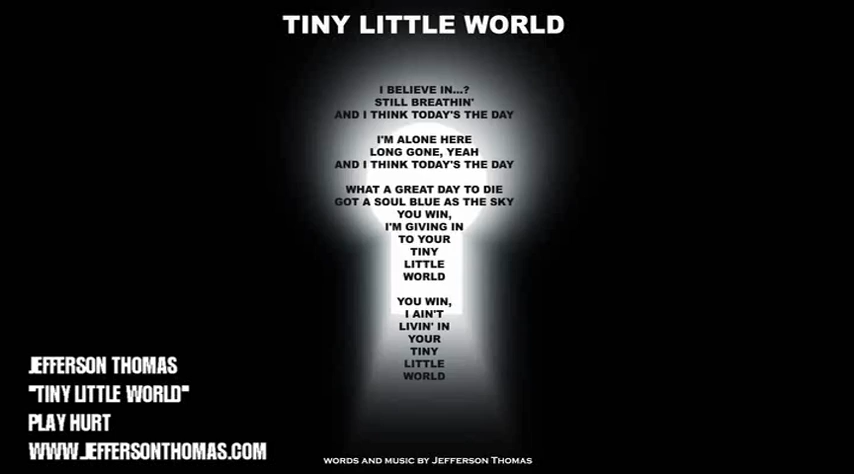 TINY LITTLE WORLD
I BELIEVE IN...?
STILL BREATHIN'
AND I THINK TODAY'S THE DAY
I'M ALONE HERE
LONG GONE, YEAH
AND I THINK TODAY'S THE DAY
WHAT A GREAT DAY TO DIE
GOT A SOUL BLUE AS THE SKY
YOU WIN,
I'M GIVING IN
TO YOUR
TINY
LITTLE
WORLD
YOU WIN,
I AIN'T
LIVIN' IN
YOUR
TINY
LITTLE
WORLD
JEFFERSON THOMAS
"TINY LITTLE WORLD"
PLAY HURT
WWW.JEFFERSONTHOMAS.COM
WORDS AND MUSIC BY JEFFERSON THOMAS